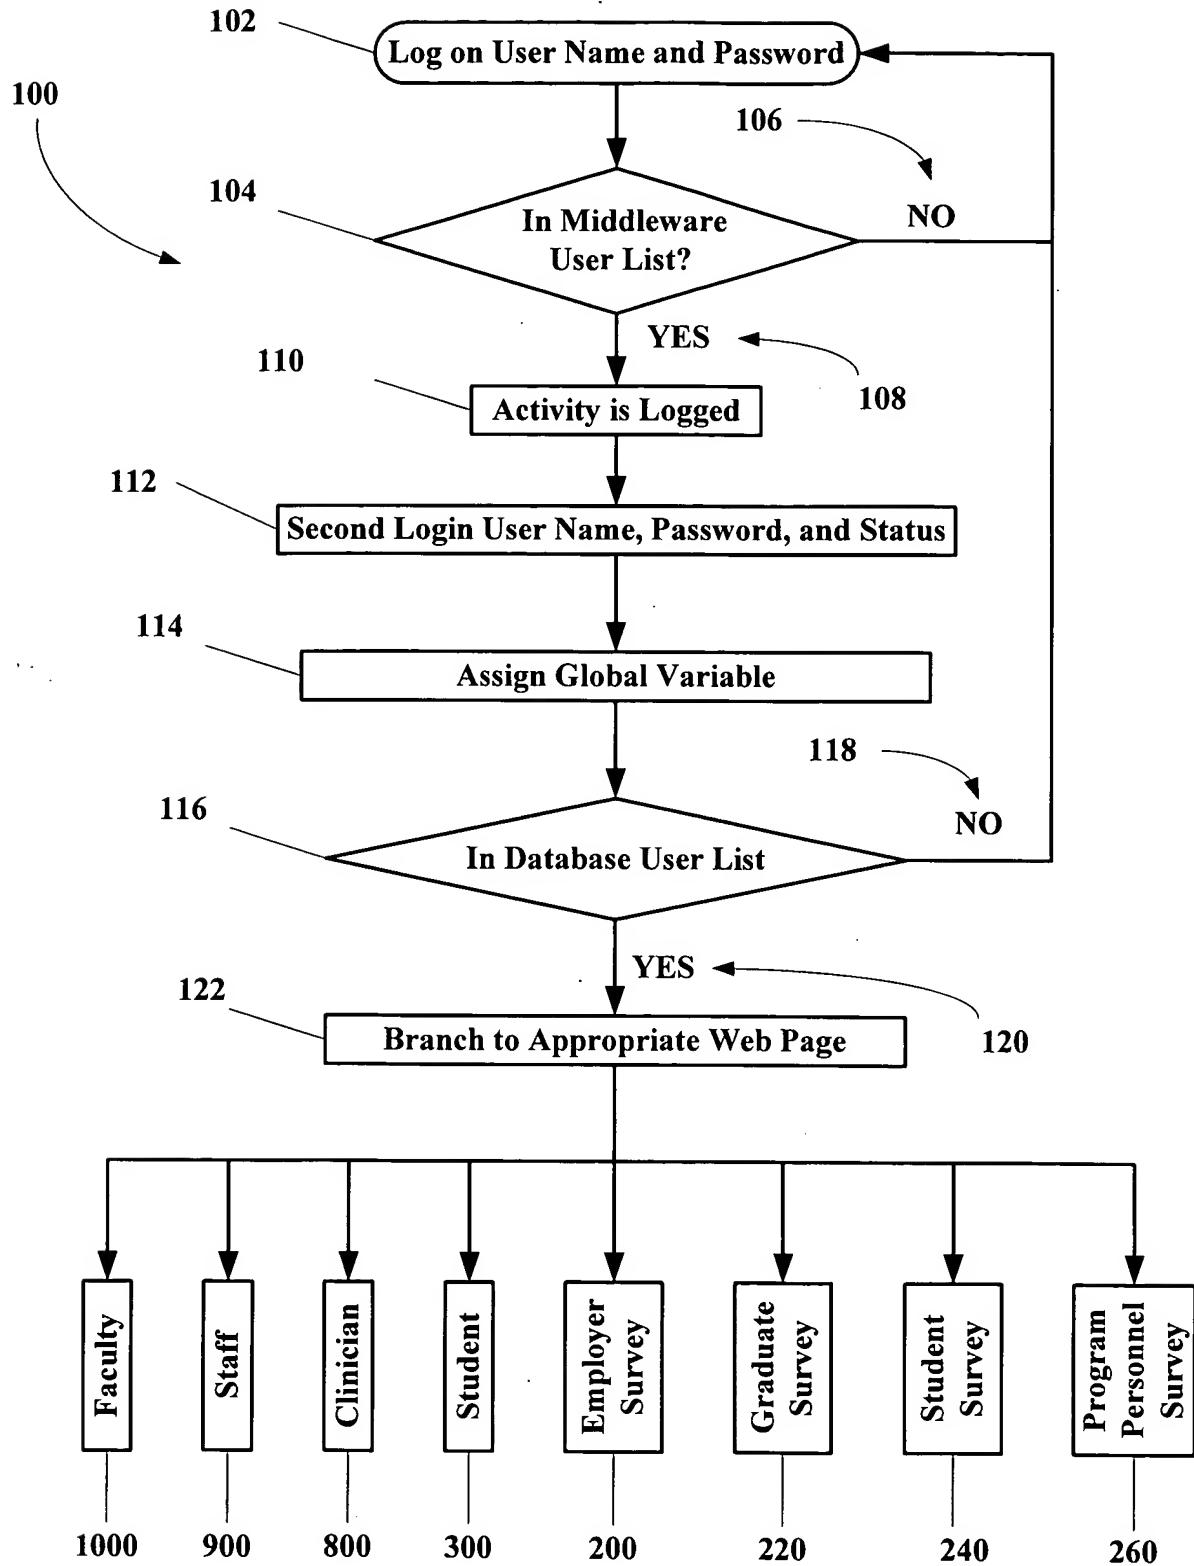 102
Log on User Name and Password
100
106
104
NO
In Middleware
User List?
YES
110
108
Activity is Logged
112
Second Login User Name, Password, and Status
114
Assign Global Variable
118
116
NO
In Database User List
YES
122
120
Branch to Appropriate Web Page
Faculty
Staff
Clinician
Student
Employer
Survey
Graduate
Survey
Student
Survey
Program
Personnel
Survey
1000
900
800
300
200
220
240
260